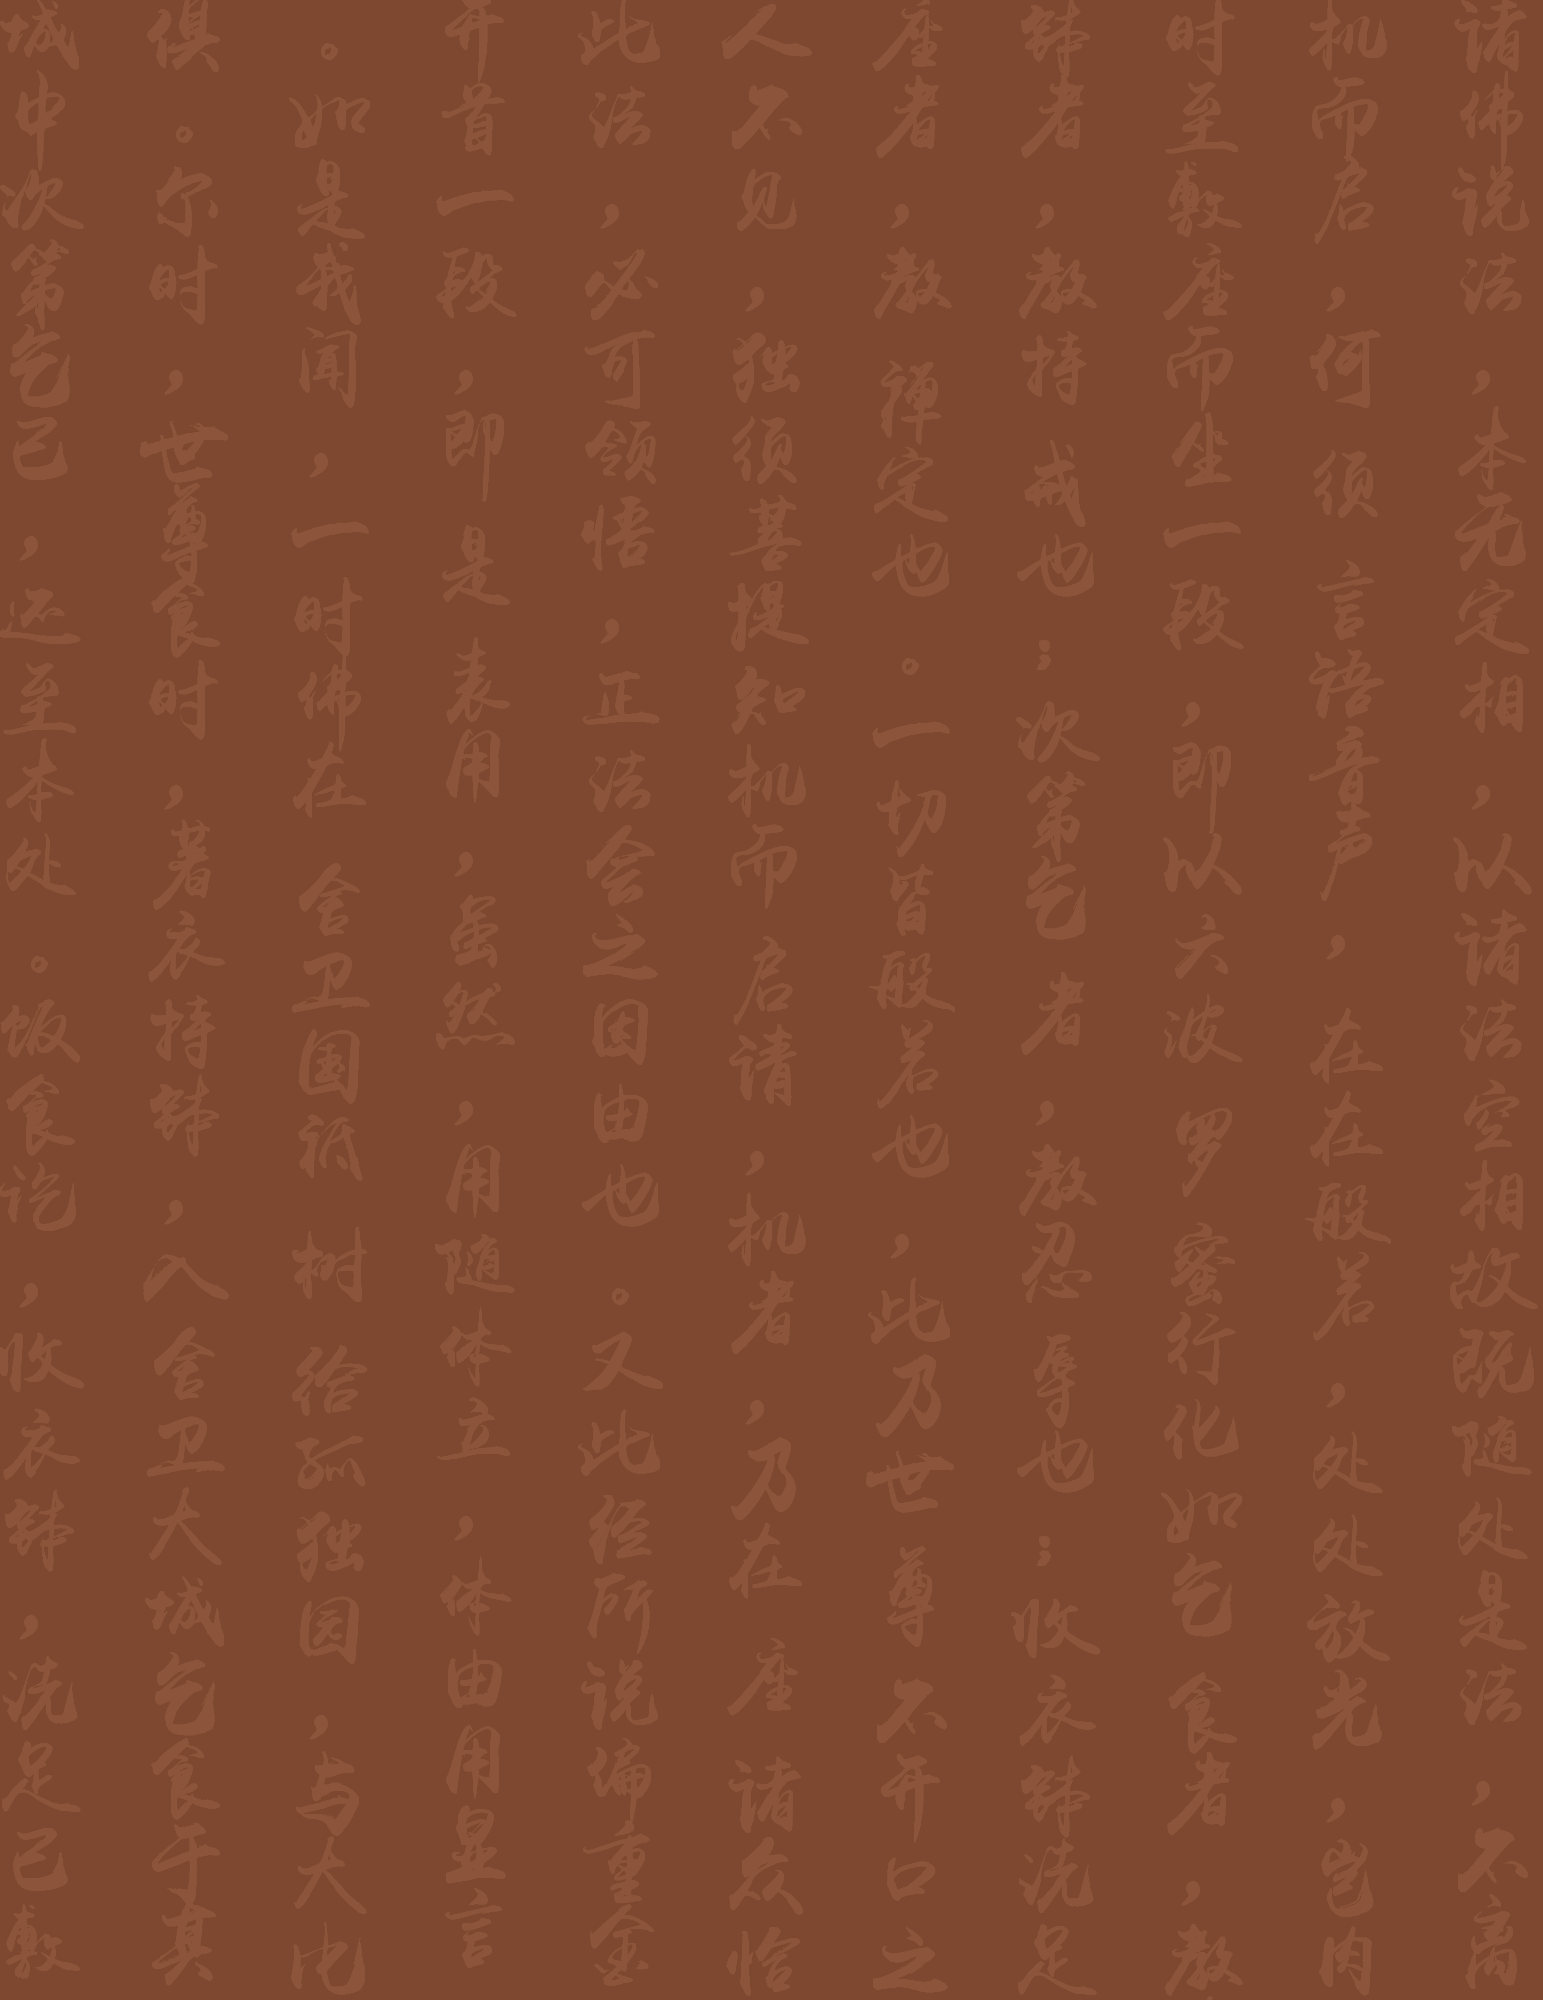 诸佛说法，本无定相，以诸法空相故既随处是法，不离
机而启，何须言语音声，在在般若，处处放光，岂肉
时至敷座而坐一段，即以六波罗蜜行化如乞食者，教
钵者，教持戒也；次第乞者，教忍辱也；收衣钵洗足
座者，教禅定也。一切皆般若也，此乃世尊不开口之
人不见，独须菩提知机而启请，机者，乃在座诸众恰
此法，必可领悟，正法会之因由也。又此经所说偏重金
开首一段，即是表用，虽然，用随体立，体由用显言
。如是我闻，一时佛在舍卫国祗树给孤独园，与大比
俱。尔时，世尊食时，著衣持钵，入舍卫大城乞食于其
城中次第乞已，还至本处。饭食讫，收衣钵，洗足已敷